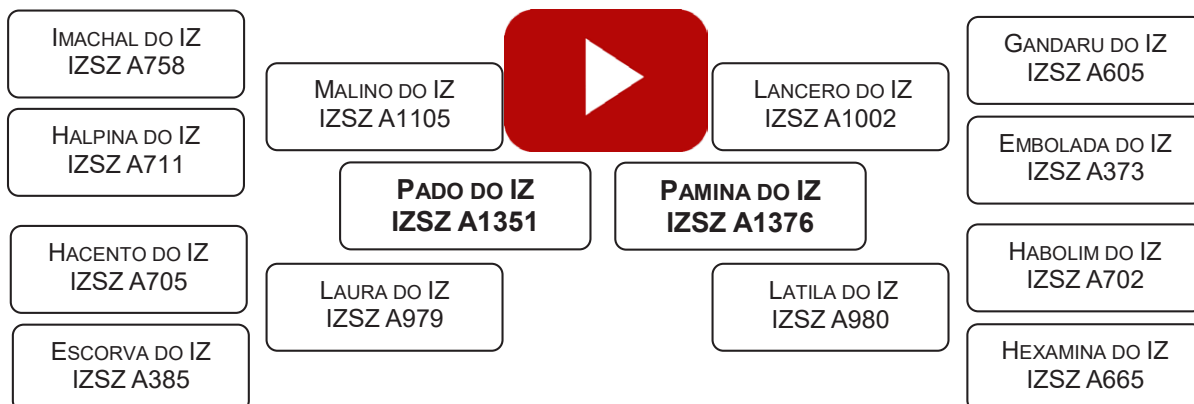 IMACHAL DO IZ
IZSZ A758
HALPINA DO IZ
IZSZ A711
HACENTO DO IZ
IZSZ A705
ESCORVA DO IZ
IZSZ A385
MALINO DO IZ
IZSZ A1105
LAURA DO IZ
IZSZ A979
PADO DO IZ
IZSZ A1351
PAMINA DO IZ
IZSZ A1376
LANCERO DO IZ
IZSZ A1002
LATILA DO IZ
IZSZ A980
GANDARU DO IZ
IZSZ A605
EMBOLADA DO IZ
IZSZ A373
HABOLIM DO IZ
IZSZ A702
HEXAMINA DO IZ
IZSZ A665